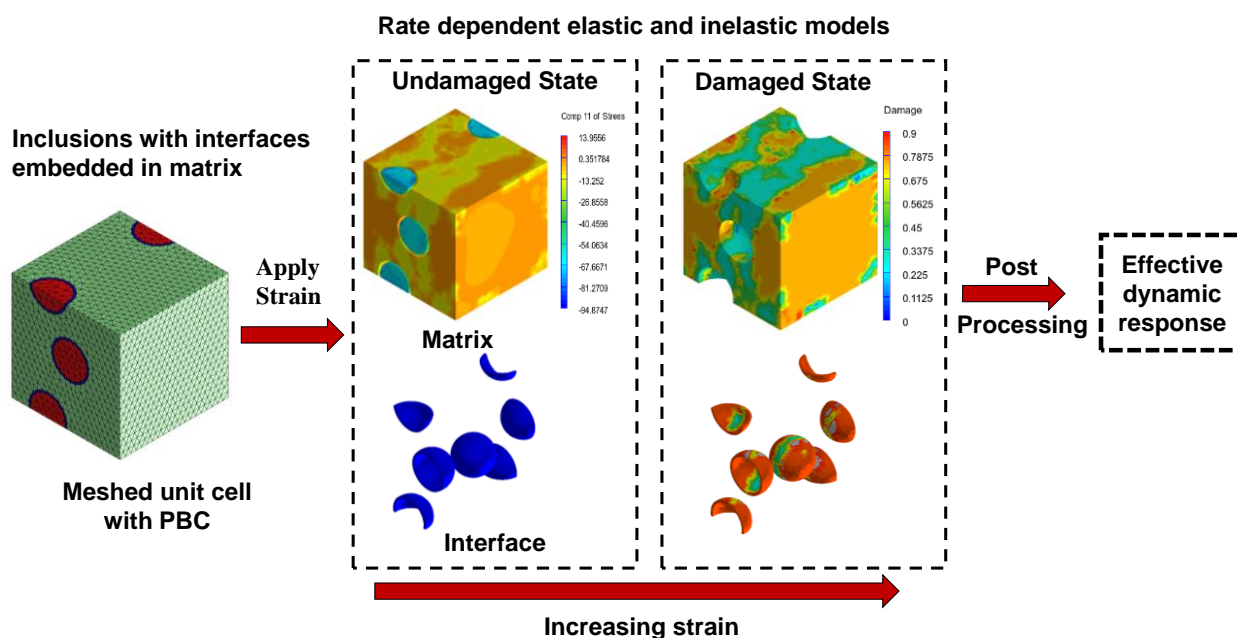 Rate dependent elastic and inelastic models
Inclusions with interfaces
embedded in matrix
Meshed unit cell
with PBC
Apply
Strain
Undamaged State
Comp 11 of Stress
13.9556
0.351784
-13.252
-26.8558
-40.4596
-54.0634
-67.6671
-81.2709
-94.8747
Matrix
Interface
Damaged State
Damage
0.9
0.7875
0.675
0.5625
0.45
0.3375
0.225
0.1125
0
Increasing strain
Post
Processing
Effective
dynamic
response